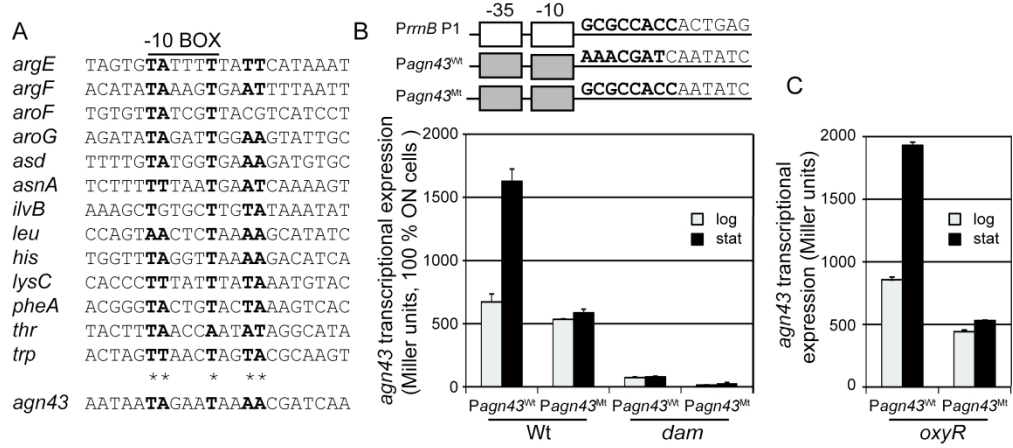 A
-10 BOX
argE TAGTGTATTTTTATTCATAAAT
argF ACATATAAAGTGAATTTTAATT
aroF TGTGTTATCGTTACGTCATCCT
aroG AGATATAGATTGGAAGTATTGC
asd TTTTGTATGGTGAAAGATGTGC
asnA TCTTTTTTAATGAATCAAAAGT
ilvB AAAGCTGTGCTTGTATAAATAT
leu CCAGTAACTCTAAAAGCATATC
his TGGTTTAGGTTAAAAGACATCA
lysC CACCCTTTATTTATAAATGTAC
pheA ACGGGTACTGTACTAAAGTCAC
thr TACTTTAACCAATATAGGCATA
trp ACTAGTTAACTAGTACGCAAGT
** * **
agn43 AATAATAGAATAAAACGATCAA
B
-35 -10
PrrnB P1 GCGCCACCACTGAG
Pagn43Wt AAACGATCAATATC
Pagn43Mt GCGCCACCAATATC
agn43 transcriptional expression
(Miller units, 100 % ON cells)
2000
1500
1000
500
0
log
stat
Pagn43Wt Pagn43Mt Pagn43Wt Pagn43Mt
Wt dam
C
agn43 transcriptional
expression (Miller units)
2000
1500
1000
500
0
log
stat
Pagn43Wt Pagn43Mt
oxyR